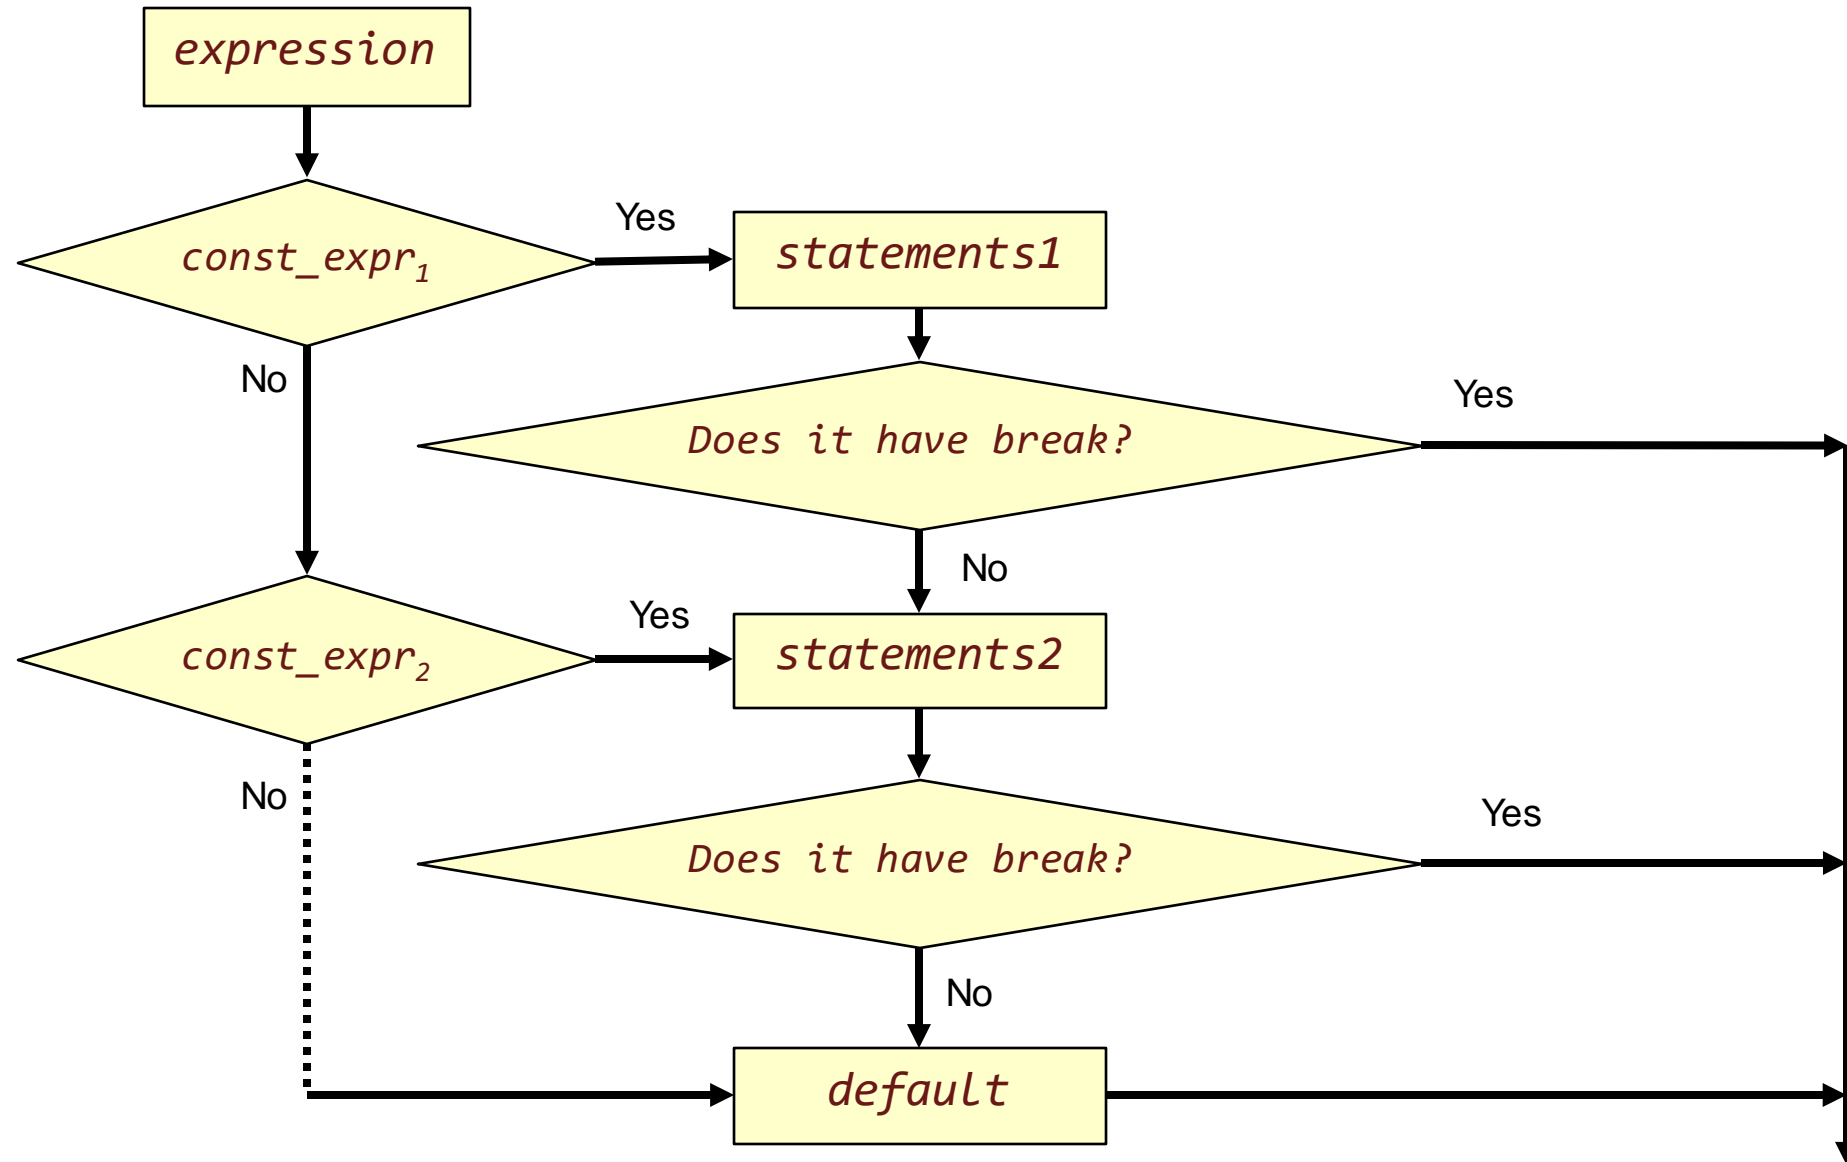 expression
Yes
const_expr₁
statements1
No
Yes
Does it have break?
No
Yes
const_expr₂
statements2
No
Yes
Does it have break?
No
default